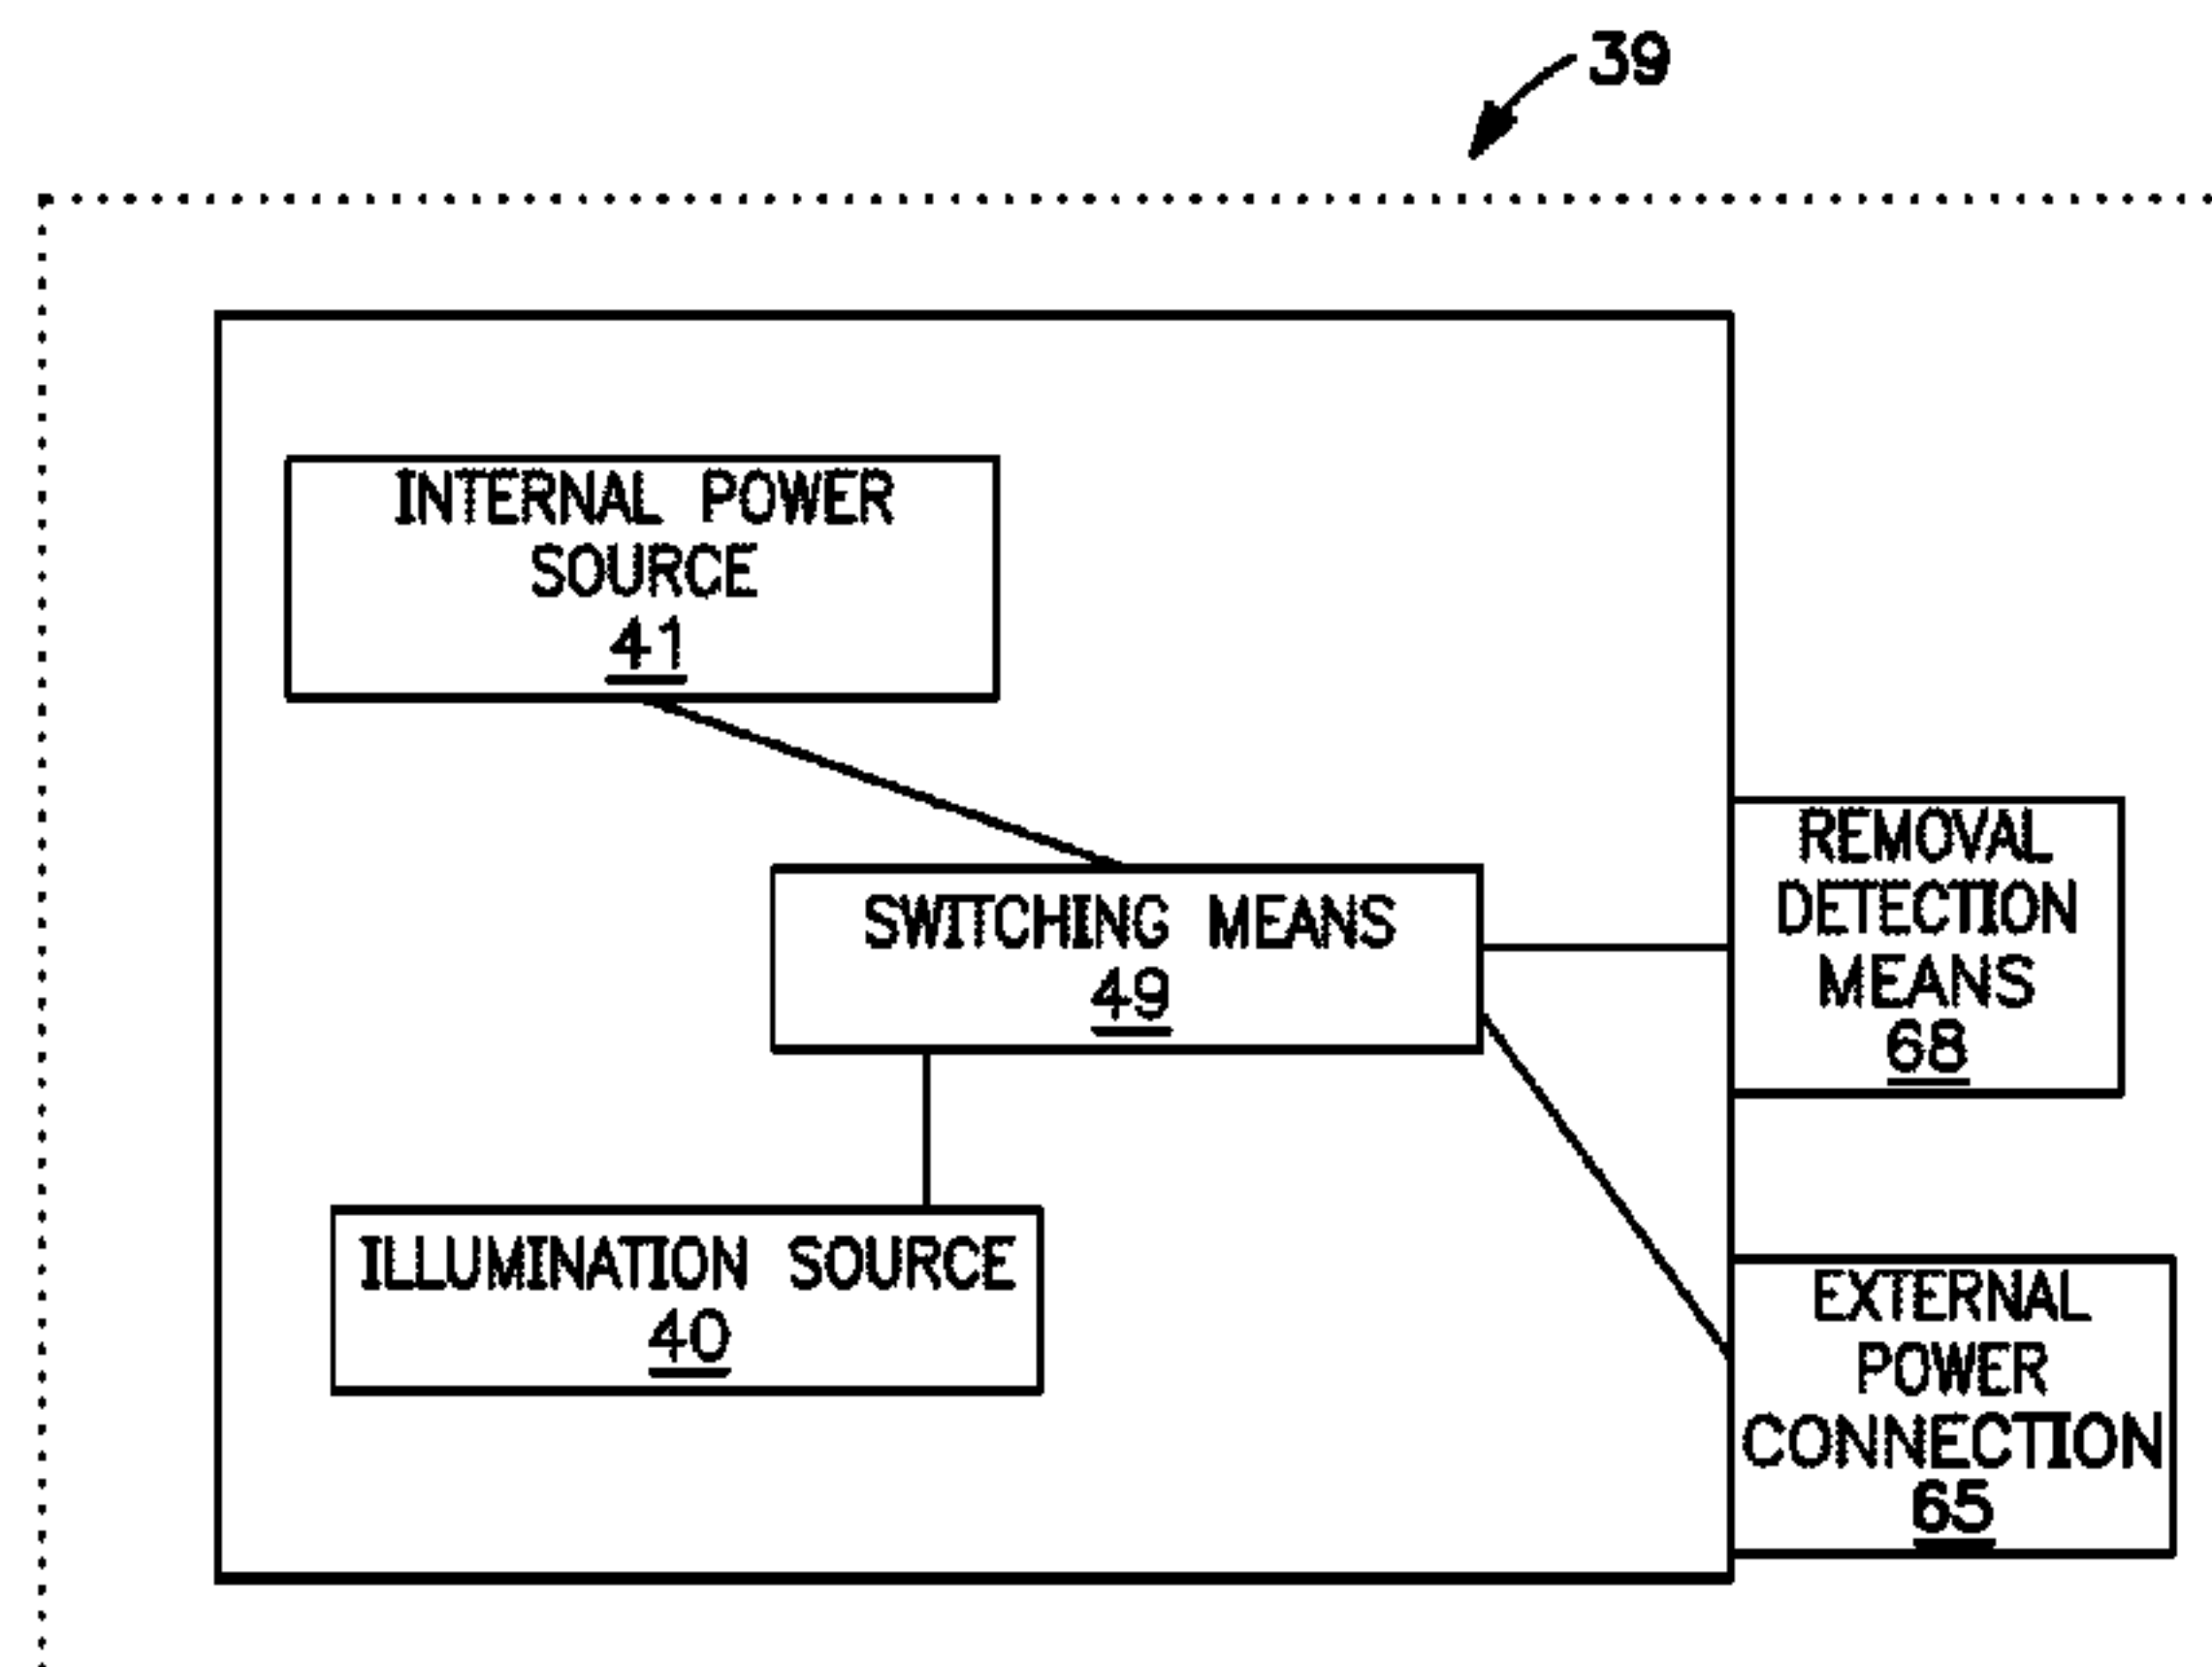 39
INTERNAL POWER
SOURCE
41
SWITCHING MEANS
49
REMOVAL
DETECTION
MEANS
68
ILLUMINATION SOURCE
40
EXTERNAL
POWER
CONNECTION
65